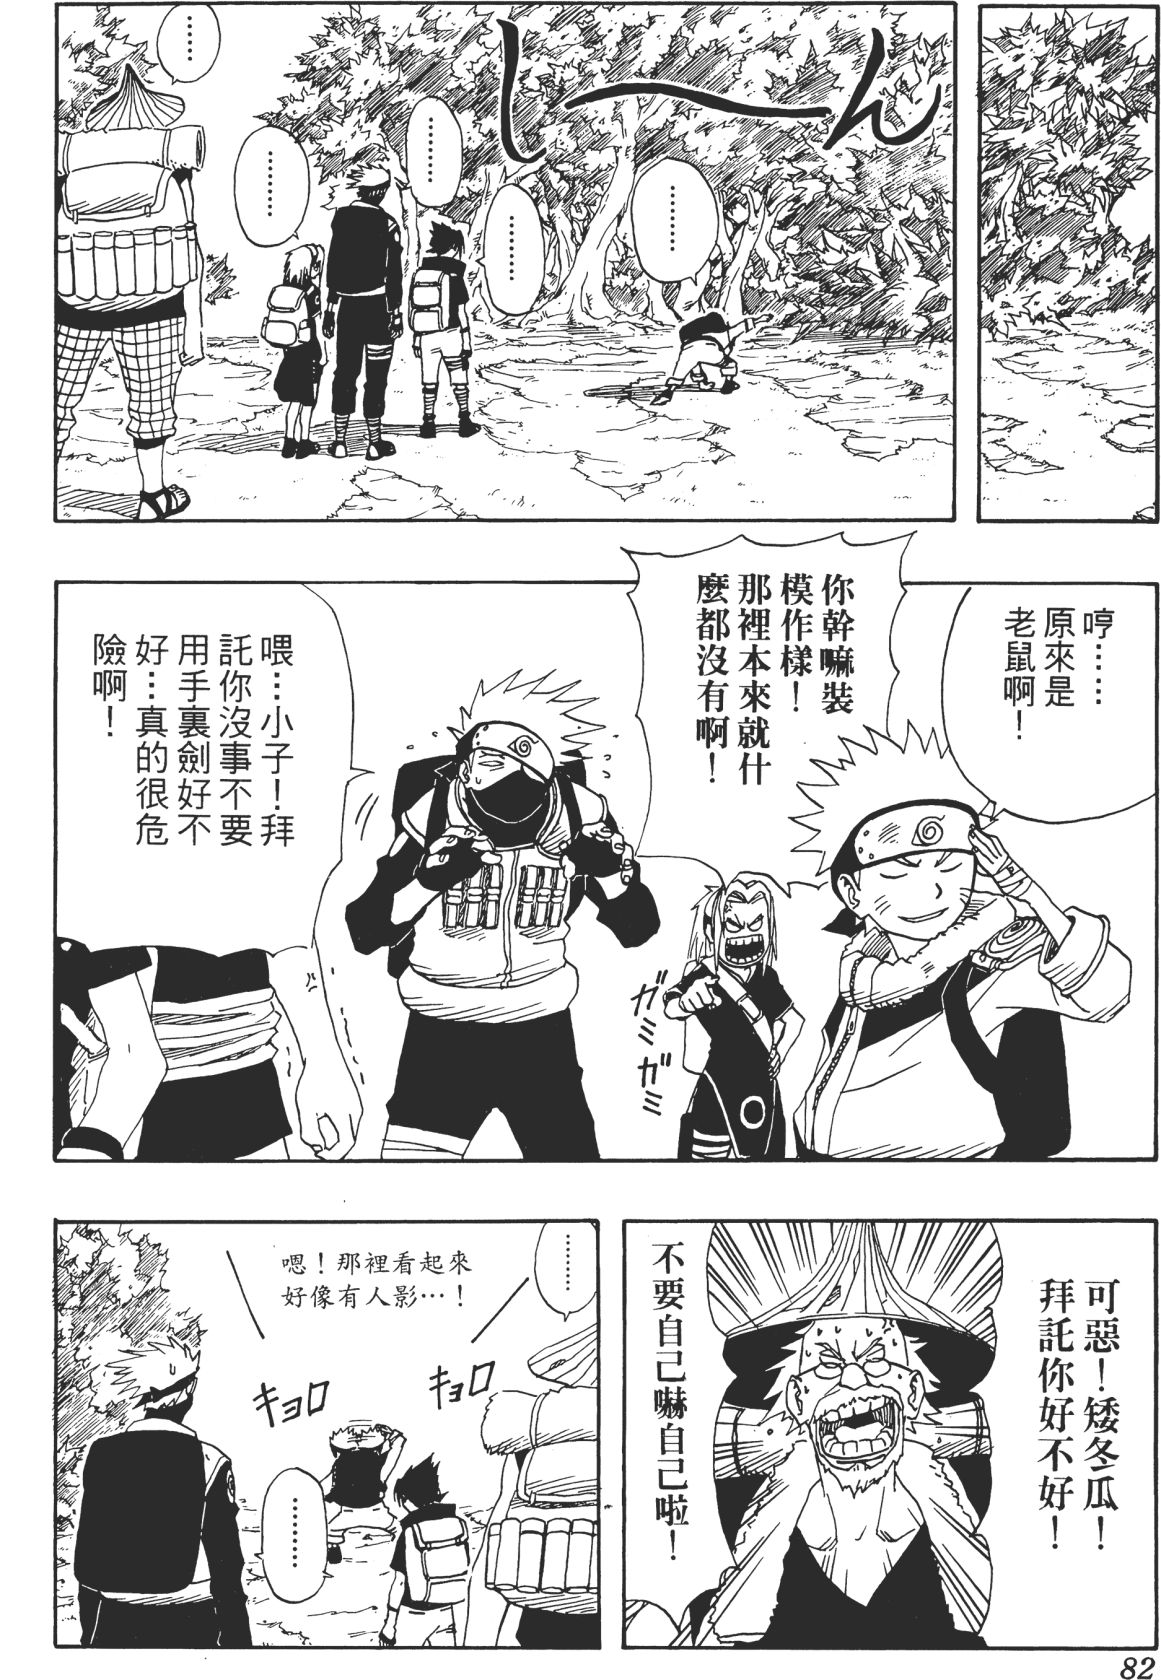 し〜ん
………
………
………
………
………
哼……
原來是
老鼠啊！
你幹嘛裝
模作樣！
那裡本來就什
麼都沒有啊！
ガミガミ
喂…小子！拜
託你沒事不要
用手裏劍好不
好…真的很危
險啊！
可惡！矮冬瓜！
拜託你好不好！
不要自己嚇自己啦！
………
嗯！那裡看起來
好像有人影…！
キョロ
キョロ
………
82